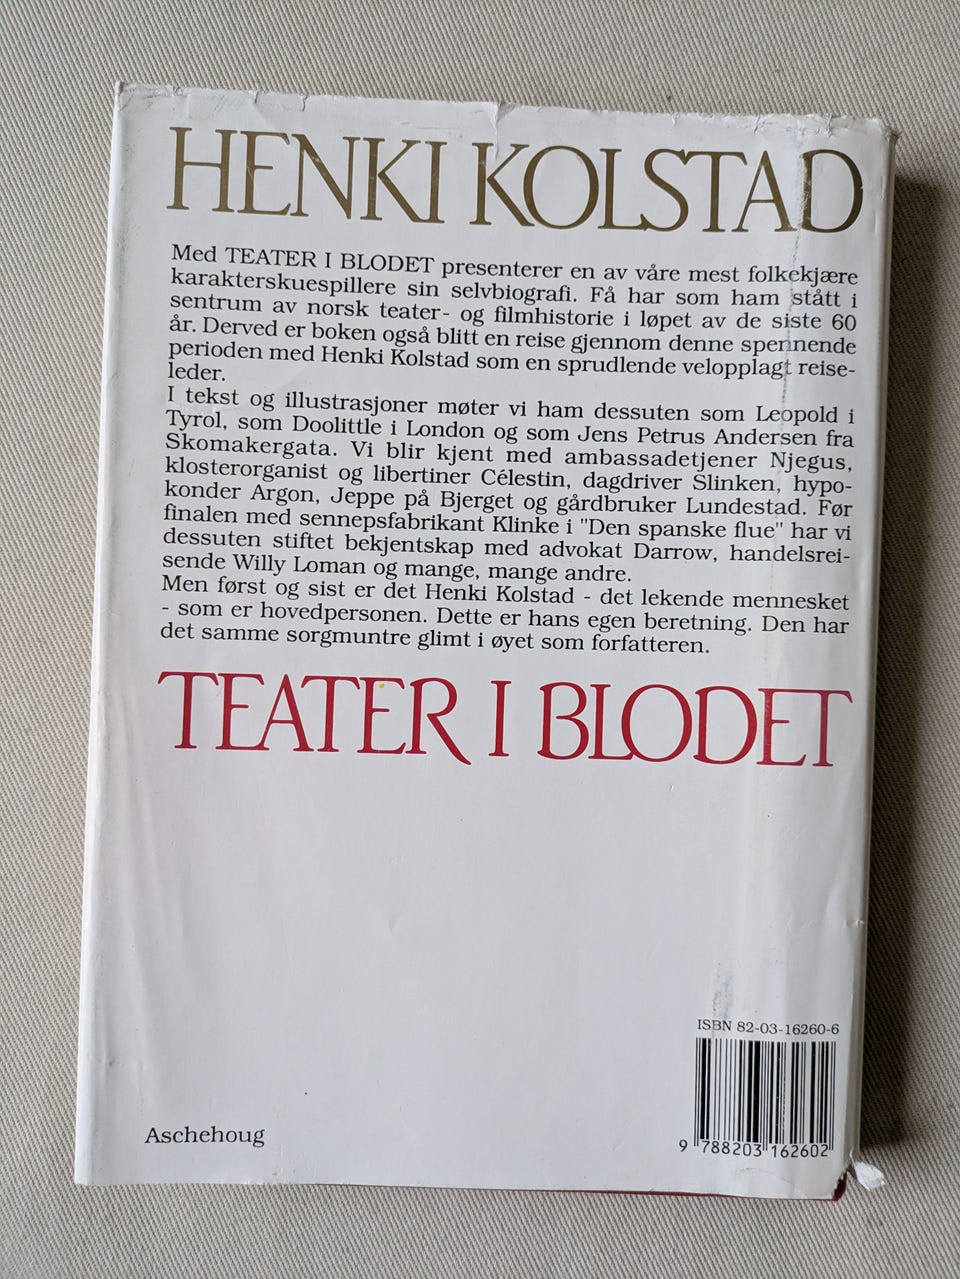 HENKI KOLSTAD
Med TEATER I BLODET presenterer en av våre mest folkekjære
karakterskuespillere sin selvbiografi. Få har som ham stått i
sentrum av norsk teater- og filmhistorie i løpet av de siste 60
år. Derved er boken også blitt en reise gjennom denne spennende
perioden med Henki Kolstad som en sprudlende velopplagt reise-
leder.
I tekst og illustrasjoner møter vi ham dessuten som Leopold i
Tyrol, som Doolittle i London og som Jens Petrus Andersen fra
Skomakergata. Vi blir kjent med ambassadetjener Njegus,
klosterorganist og libertiner Célestin, dagdriver Slinken, hypo-
konder Argon, Jeppe på Bjerget og gårdbruker Lundestad. Før
finalen med sennepsfabrikant Klinke i "Den spanske flue" har vi
dessuten stiftet bekjentskap med advokat Darrow, handelsrei-
sende Willy Loman og mange, mange andre.
Men først og sist er det Henki Kolstad - det lekende mennesket
- som er hovedpersonen. Dette er hans egen beretning. Den har
det samme sorgmuntre glimt i øyet som forfatteren.
TEATER I BLODET
ISBN 82-03-16260-6
9 788203 162602
Aschehoug